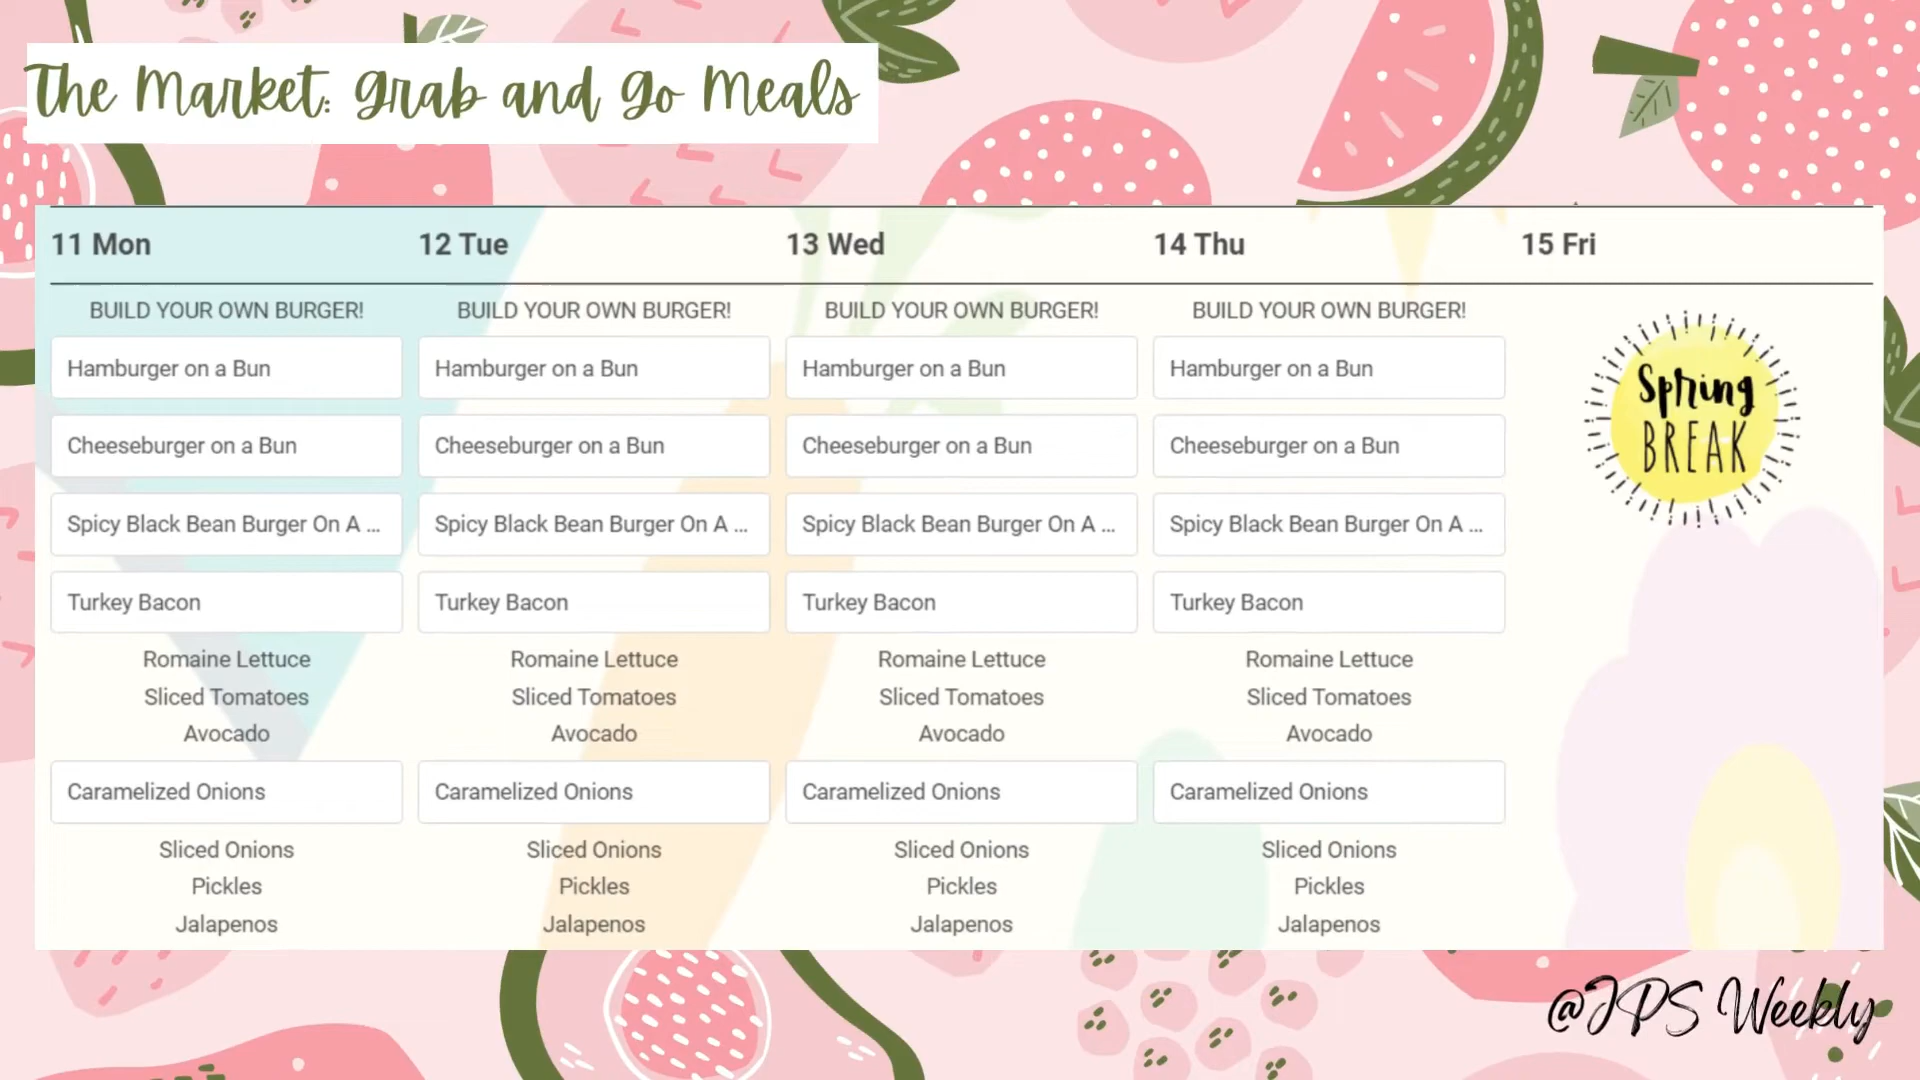 The Market: Grab and Go Meals
11 Mon
12 Tue
13 Wed
14 Thu
15 Fri
BUILD YOUR OWN BURGER!
Hamburger on a Bun
Cheeseburger on a Bun
Spicy Black Bean Burger On A ...
Turkey Bacon
Romaine Lettuce
Sliced Tomatoes
Avocado
Caramelized Onions
Sliced Onions
Pickles
Jalapenos
BUILD YOUR OWN BURGER!
Hamburger on a Bun
Cheeseburger on a Bun
Spicy Black Bean Burger On A ...
Turkey Bacon
Romaine Lettuce
Sliced Tomatoes
Avocado
Caramelized Onions
Sliced Onions
Pickles
Jalapenos
BUILD YOUR OWN BURGER!
Hamburger on a Bun
Cheeseburger on a Bun
Spicy Black Bean Burger On A ...
Turkey Bacon
Romaine Lettuce
Sliced Tomatoes
Avocado
Caramelized Onions
Sliced Onions
Pickles
Jalapenos
BUILD YOUR OWN BURGER!
Hamburger on a Bun
Cheeseburger on a Bun
Spicy Black Bean Burger On A ...
Turkey Bacon
Romaine Lettuce
Sliced Tomatoes
Avocado
Caramelized Onions
Sliced Onions
Pickles
Jalapenos
Spring
BREAK
@JPS Weekly